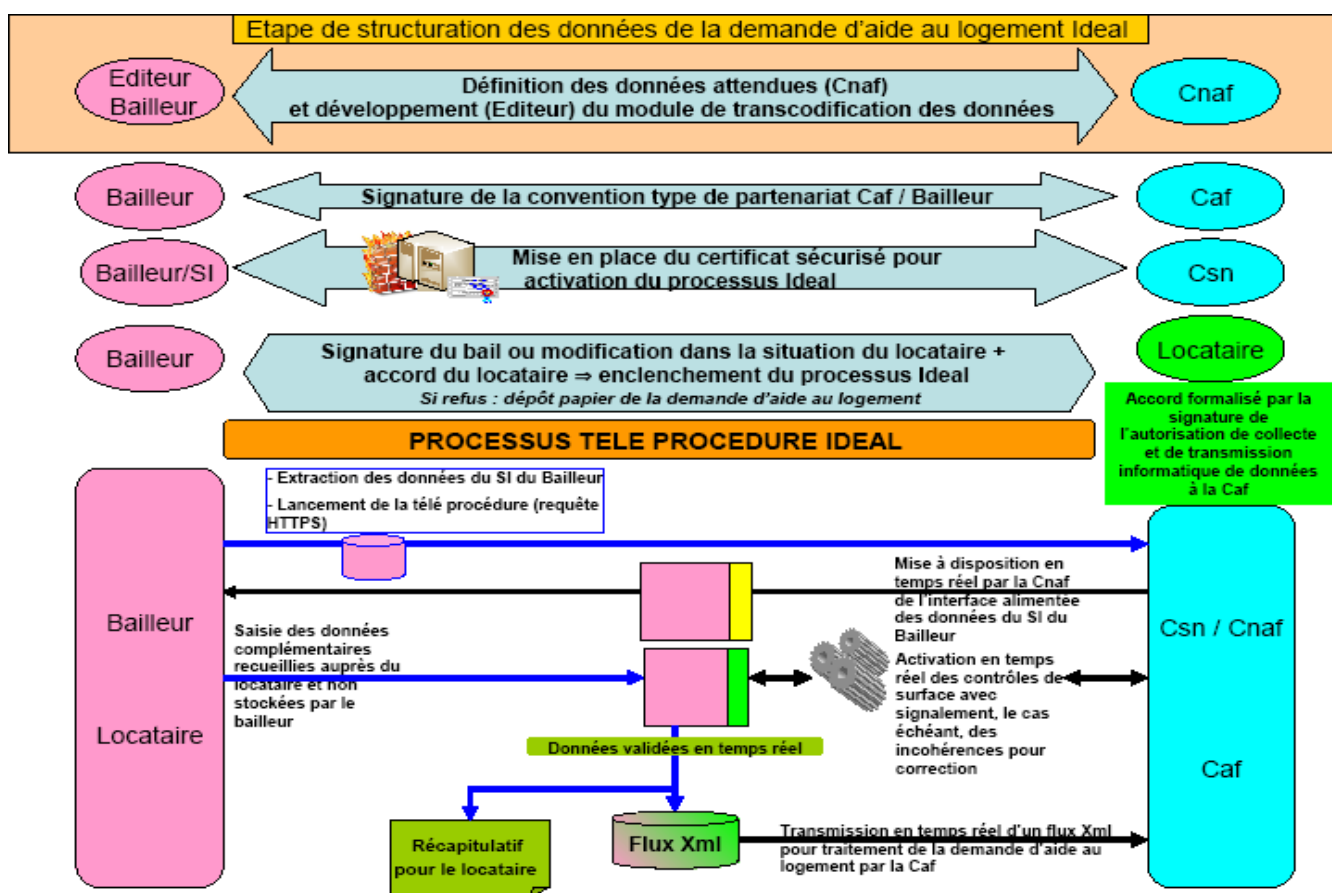 Etape de structuration des données de la demande d'aide au logement Ideal
Editeur
Bailleur
Définition des données attendues (Cnaf)
et développement (Editeur) du module de transcodification des données
Cnaf
Bailleur
Signature de la convention type de partenariat Caf / Bailleur
Caf
Bailleur/SI
Mise en place du certificat sécurisé pour
activation du processus Ideal
Csn
Bailleur
Signature du bail ou modification dans la situation du locataire +
accord du locataire ⇒ enclenchement du processus Ideal
Si refus : dépôt papier de la demande d'aide au logement
Locataire
Accord formalisé par la
signature de
l'autorisation de collecte
et de transmission
informatique de données
à la Caf
PROCESSUS TELE PROCEDURE IDEAL
- Extraction des données du SI du Bailleur
- Lancement de la télé procédure (requête
HTTPS)
Mise à disposition en
temps réel par la Cnaf
de l'interface alimentée
des données du SI du
Bailleur
Bailleur
Locataire
Saisie des données
complémentaires
recueillies auprès du
locataire et non
stockées par le
bailleur
Activation en temps
réel des contrôles de
surface avec
signalement, le cas
échéant, des
incohérences pour
correction
Csn / Cnaf
Caf
Données validées en temps réel
Récapitulatif
pour le locataire
Flux Xml
Transmission en temps réel d'un flux Xml
pour traitement de la demande d'aide au
logement par la Caf